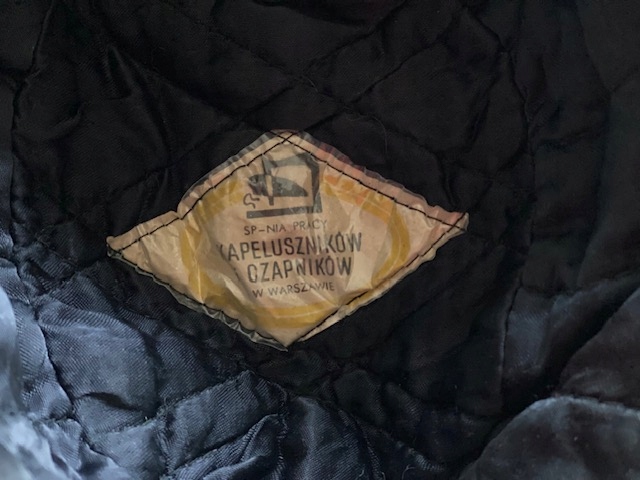 SP-NIA PRACY
KAPELUSZNIKÓW
I CZAPNIKÓW
W WARSZAWIE